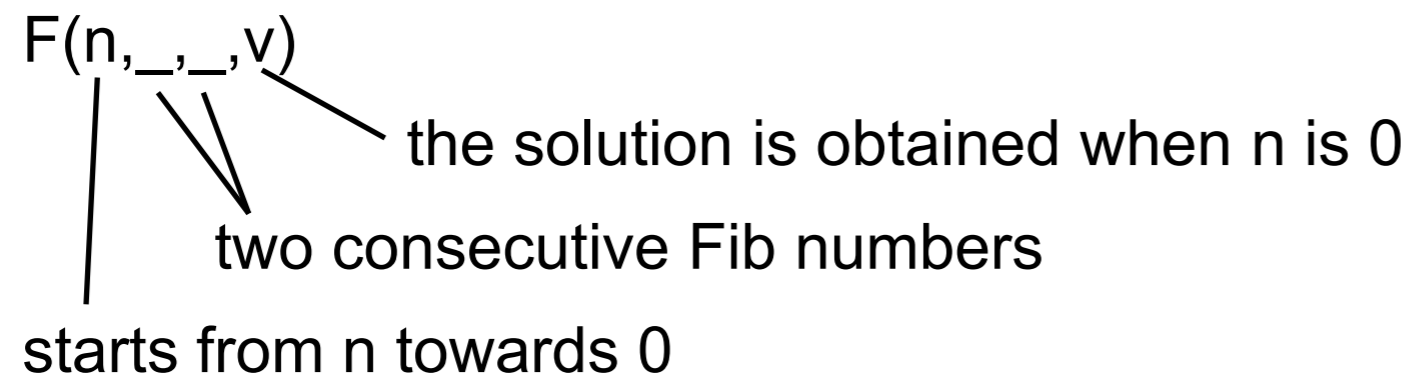 F(n,_,_,v)
the solution is obtained when n is 0
two consecutive Fib numbers
starts from n towards 0